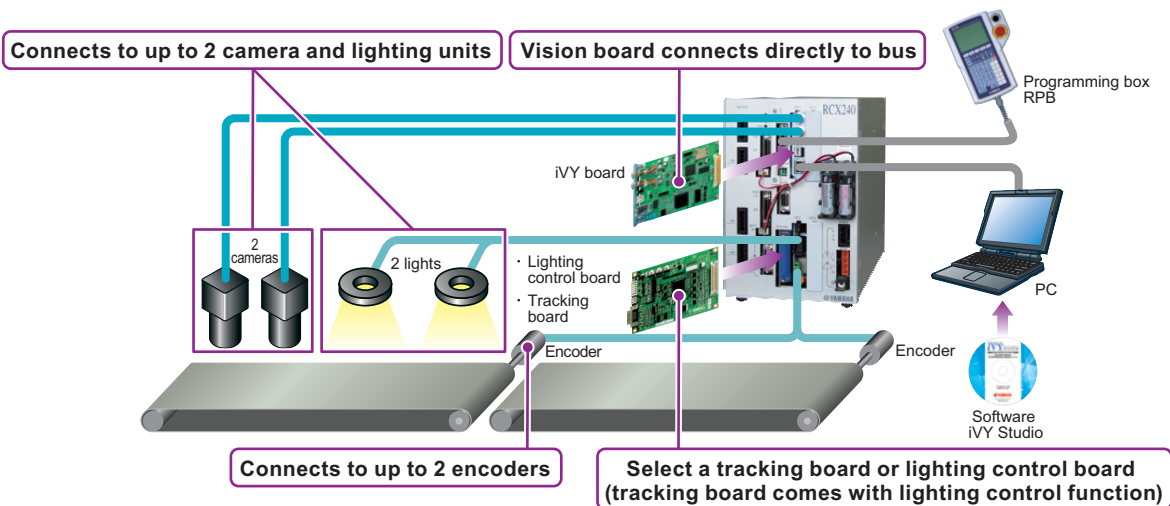 Connects to up to 2 camera and lighting units
Vision board connects directly to bus
Programming box
RPB
RCX240
iVY board
2
cameras
2 lights
・ Lighting
control board
・ Tracking
board
YAMAHA
PC
Encoder
Encoder
iVY
Software
iVY Studio
Connects to up to 2 encoders
Select a tracking board or lighting control board
(tracking board comes with lighting control function)